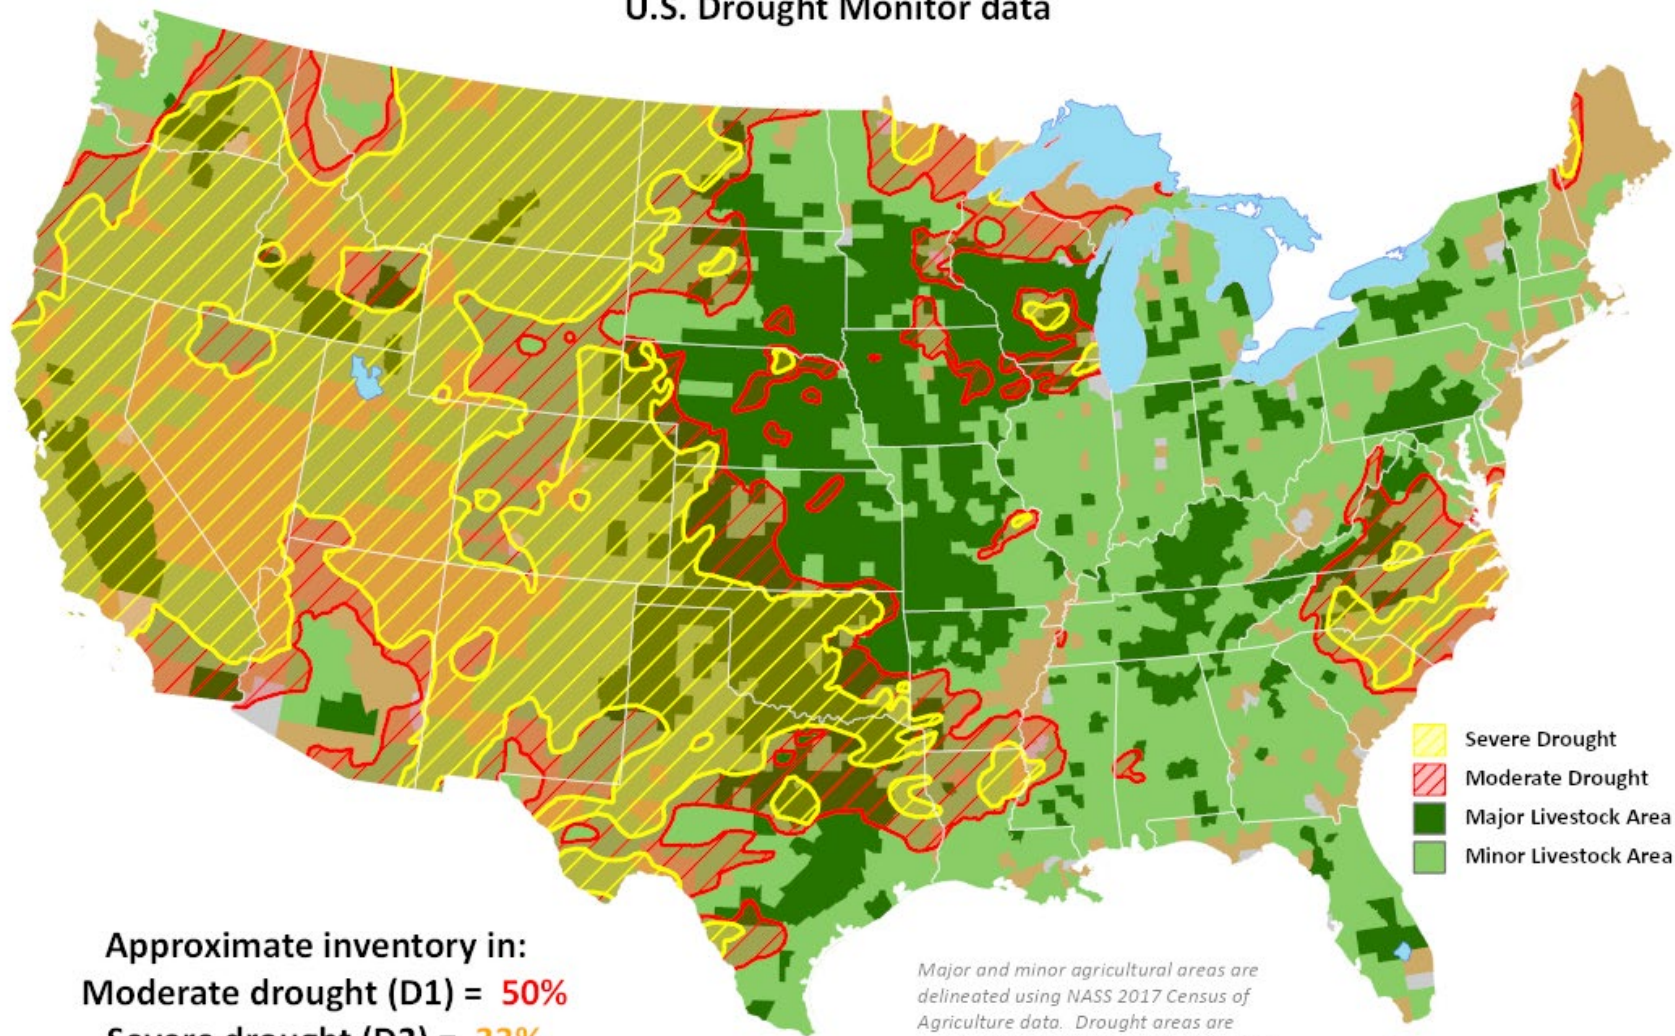 U.S. Drought Monitor data
Severe Drought
Moderate Drought
Major Livestock Area
Minor Livestock Area
Approximate inventory in:
Moderate drought (D1) = 50%
Major and minor agricultural areas are
delineated using NASS 2017 Census of
Agriculture data. Drought areas are